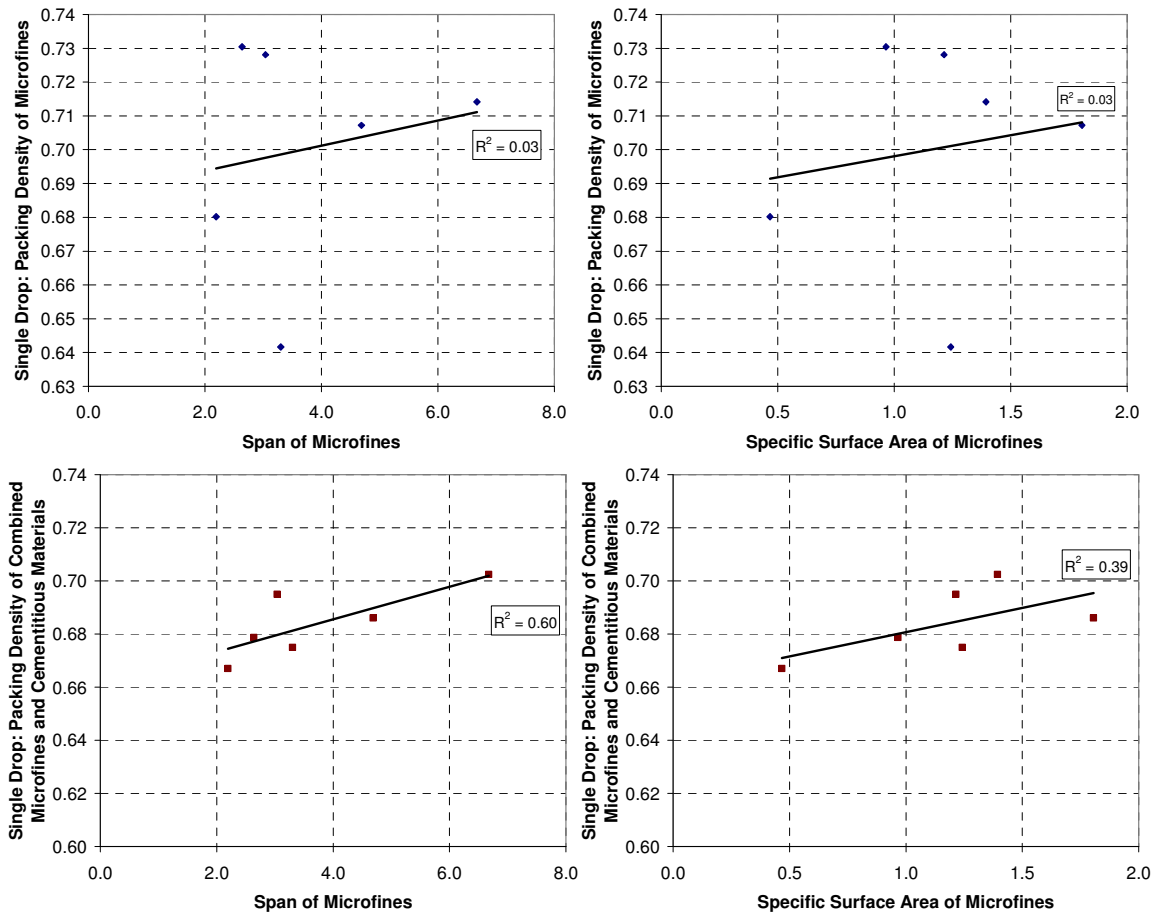 Single Drop: Packing Density of Microfines
0.74
0.73
0.72
0.71
0.70
0.69
0.68
0.67
0.66
0.65
0.64
0.63
R² = 0.03
0.0 2.0 4.0 6.0 8.0
Span of Microfines
Single Drop: Packing Density of Microfines
0.74
0.73
0.72
0.71
0.70
0.69
0.68
0.67
0.66
0.65
0.64
0.63
R² = 0.03
0.0 0.5 1.0 1.5 2.0
Specific Surface Area of Microfines
Single Drop: Packing Density of Combined
Microfines and Cementitious Materials
0.74
0.72
0.70
0.68
0.66
0.64
0.62
0.60
R² = 0.60
0.0 2.0 4.0 6.0 8.0
Span of Microfines
Single Drop: Packing Density of Combined
Microfines and Cementitious Materials
0.74
0.72
0.70
0.68
0.66
0.64
0.62
0.60
R² = 0.39
0.0 0.5 1.0 1.5 2.0
Specific Surface Area of Microfines